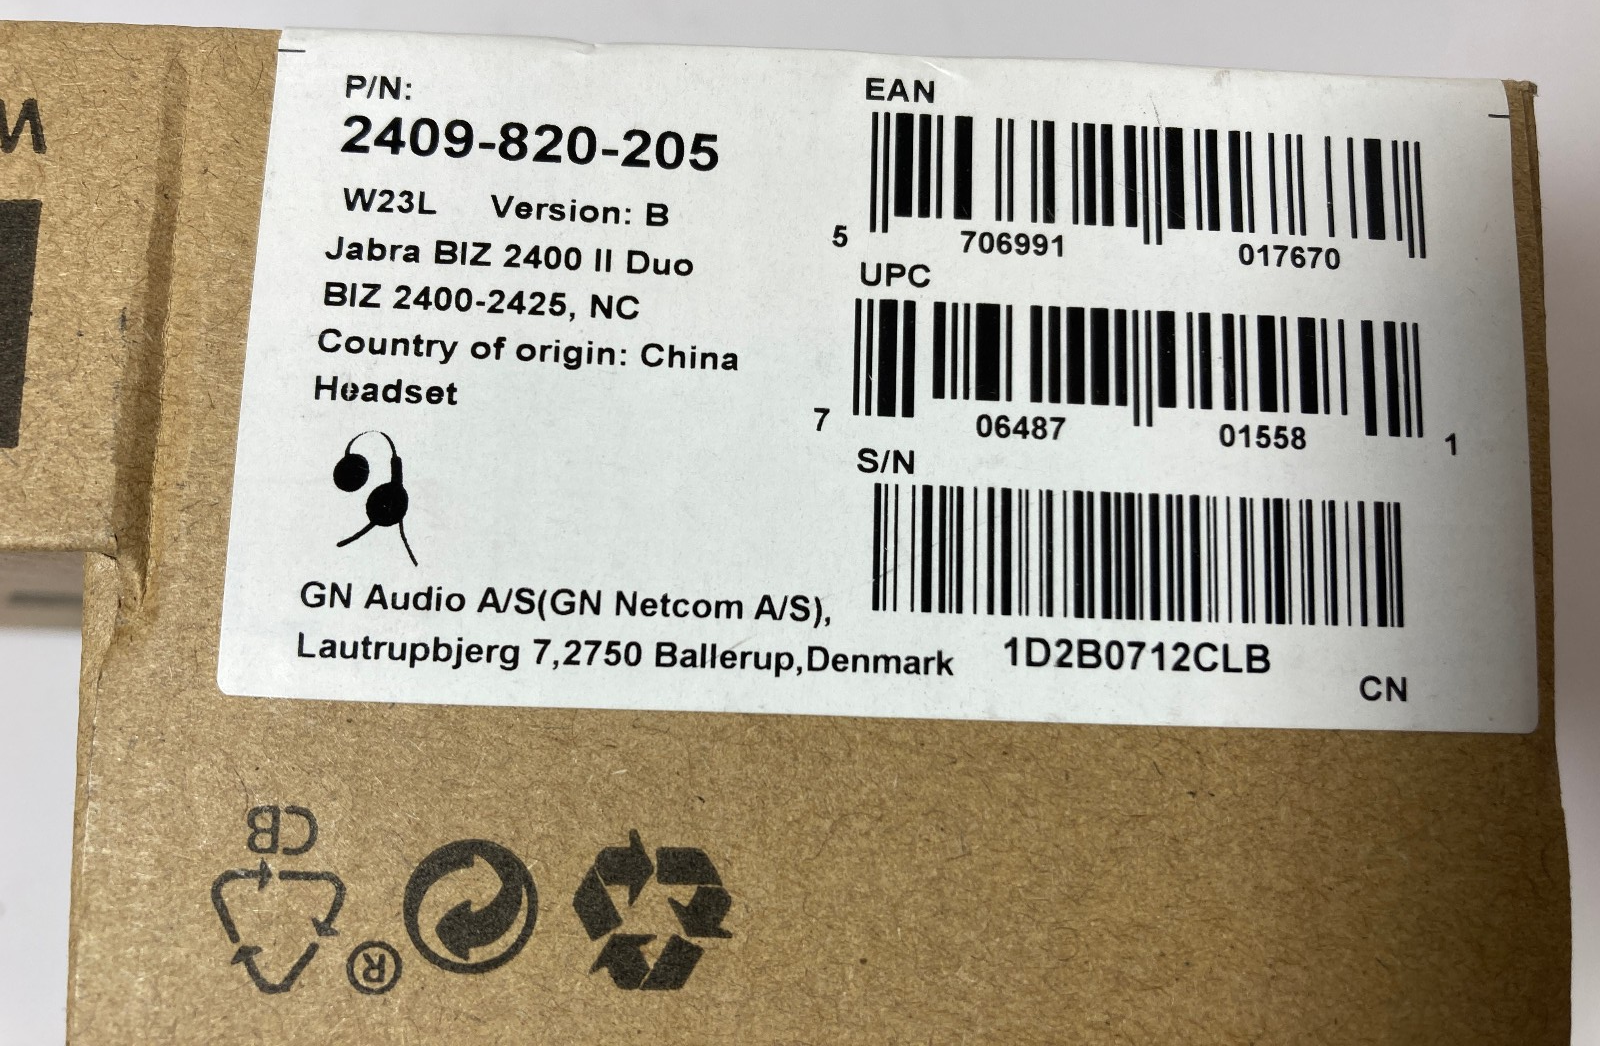 P/N:
2409-820-205
W23L Version: B
Jabra BIZ 2400 II Duo
BIZ 2400-2425, NC
Country of origin: China
Headset
GN Audio A/S(GN Netcom A/S),
Lautrupbjerg 7,2750 Ballerup,Denmark
EAN
5 706991 017670
UPC
7 06487 01558 1
S/N
1D2B0712CLB
CN
CB
®